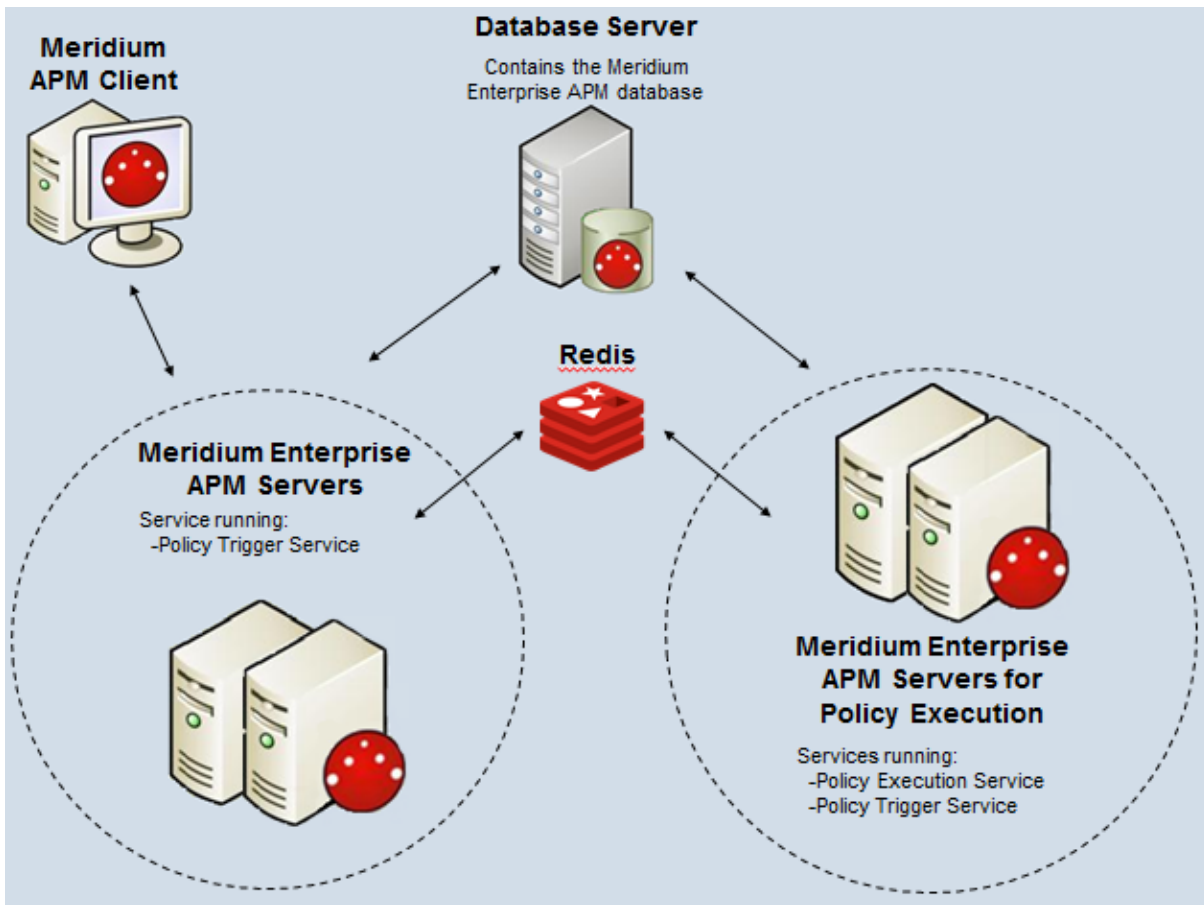 Meridium
APM Client
Database Server
Contains the Meridium
Enterprise APM database
Redis
Meridium Enterprise
APM Servers
Service running:
-Policy Trigger Service
Meridium Enterprise
APM Servers for
Policy Execution
Services running:
-Policy Execution Service
-Policy Trigger Service